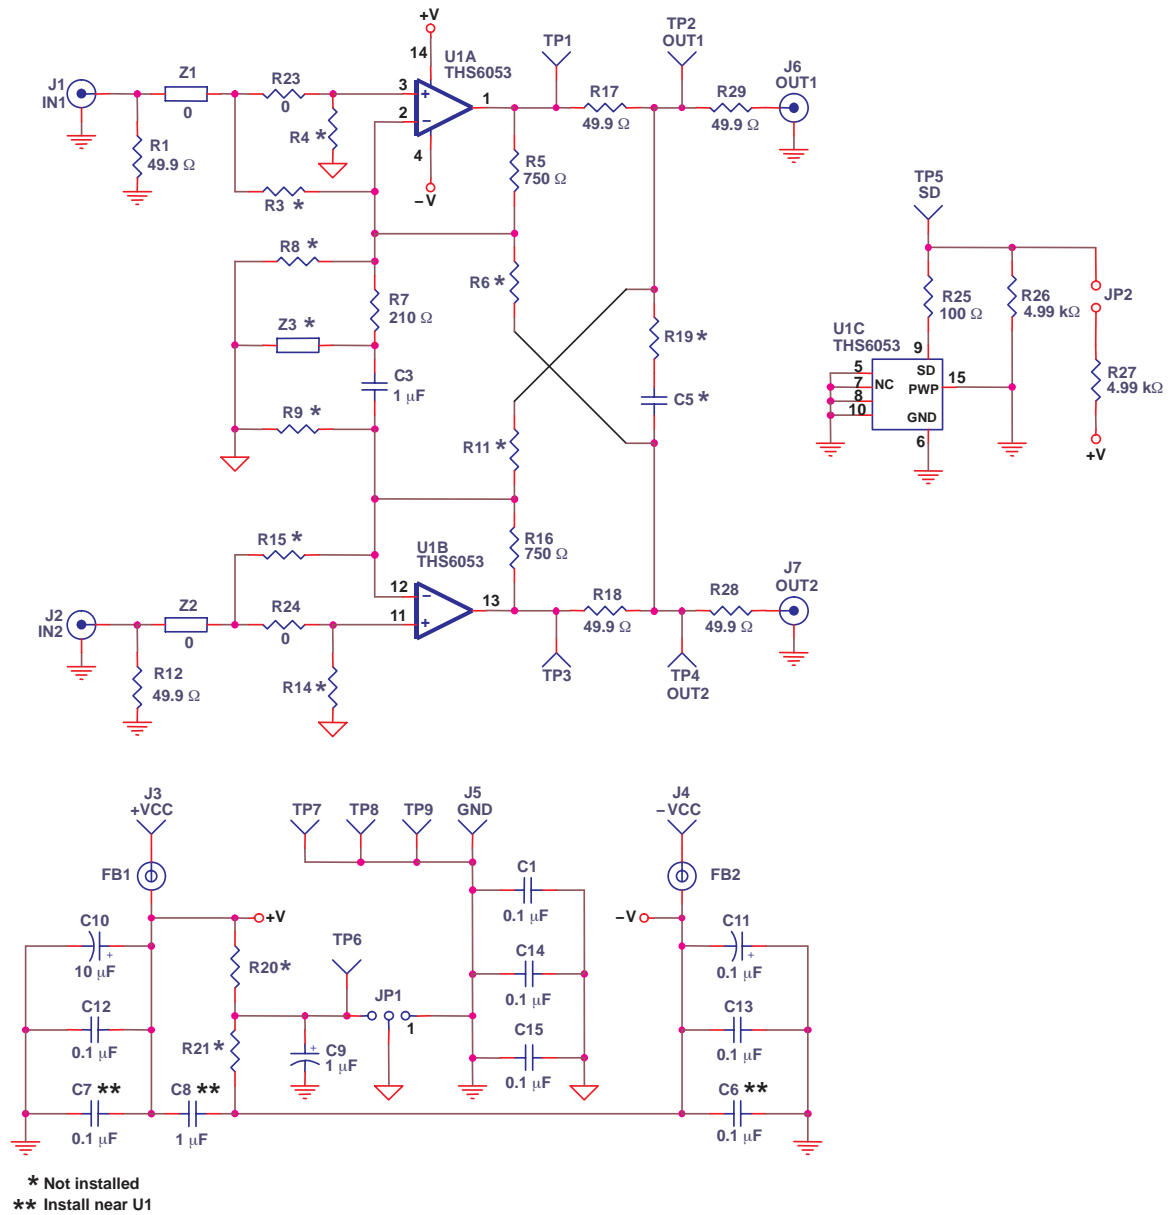 +V
14
U1A
THS6053
TP1
TP2
OUT1
J1
IN1
Z1
0
R23
0
3
+
2
−
1
4
−V
R4 *
R1
49.9 Ω
R3 *
R5
750 Ω
R17
49.9 Ω
R29
49.9 Ω
J6
OUT1
R8 *
R6 *
R7
210 Ω
Z3 *
C3
1 µF
R9 *
R11 *
R19 *
C5 *
TP5
SD
R25
100 Ω
R26
4.99 kΩ
JP2
U1C
THS6053
9
5
7
8
10
NC
SD
PWP
GND
15
6
R27
4.99 kΩ
+V
R15 *
U1B
THS6053
R16
750 Ω
12
−
11
+
13
J2
IN2
Z2
0
R24
0
R12
49.9 Ω
R14 *
R18
49.9 Ω
R28
49.9 Ω
J7
OUT2
TP3
TP4
OUT2
J3
+VCC
TP7
TP8
TP9
J5
GND
J4
−VCC
FB1
C1
0.1 µF
FB2
C10
+
10 µF
+V
−V
C11
+
0.1 µF
R20 *
TP6
C14
0.1 µF
C12
0.1 µF
JP1
1
C13
0.1 µF
R21 *
+
C9
1 µF
C15
0.1 µF
C7 **
0.1 µF
C8 **
1 µF
C6 **
0.1 µF
* Not installed
** Install near U1